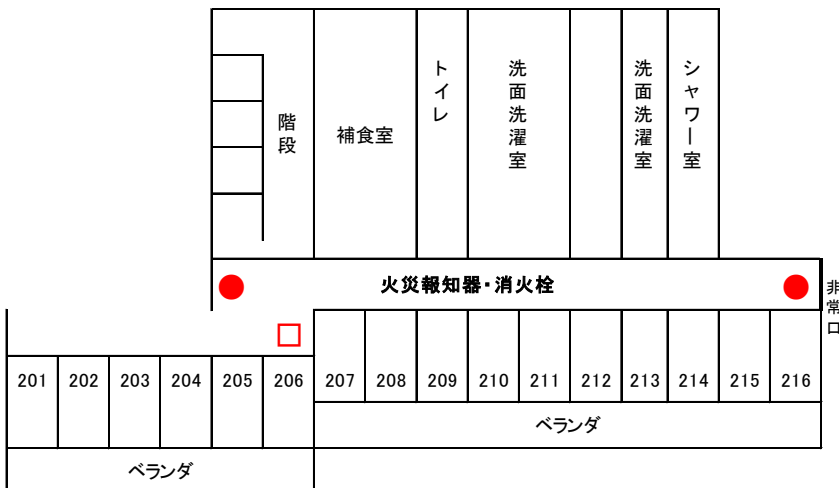 階段
補食室
トイレ
洗面洗濯室
洗面洗濯室
シャワー室
火災報知器・消火栓
非常口
201 202 203 204 205 206 207 208 209 210 211 212 213 214 215 216
ベランダ
ベランダ